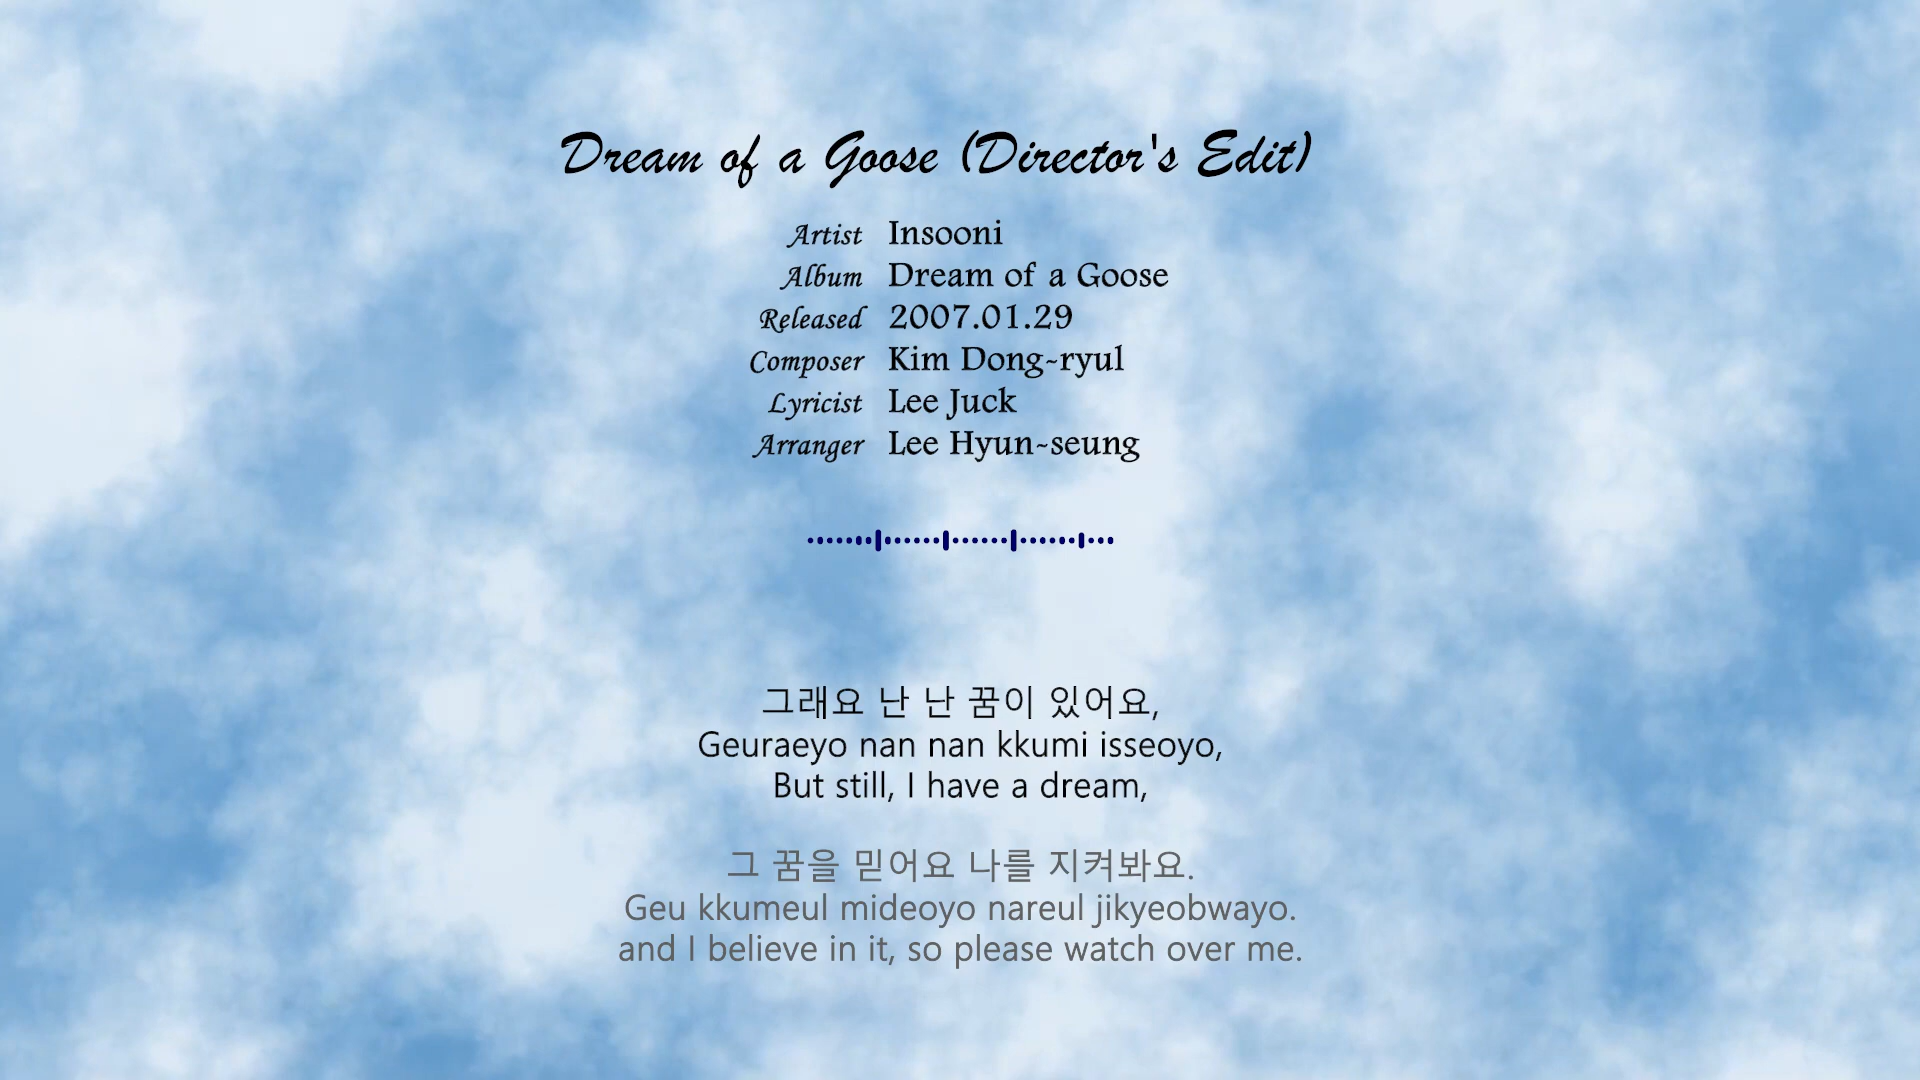 Dream of a Goose (Director's Edit)
Artist Insooni
Album Dream of a Goose
Released 2007.01.29
Composer Kim Dong-ryul
Lyricist Lee Juck
Arranger Lee Hyun-seung
그래요 난 난 꿈이 있어요,
Geuraeyo nan nan kkumi isseoyo,
But still, I have a dream,
그 꿈을 믿어요 나를 지켜봐요.
Geu kkumeul mideoyo nareul jikyeobwayo.
and I believe in it, so please watch over me.